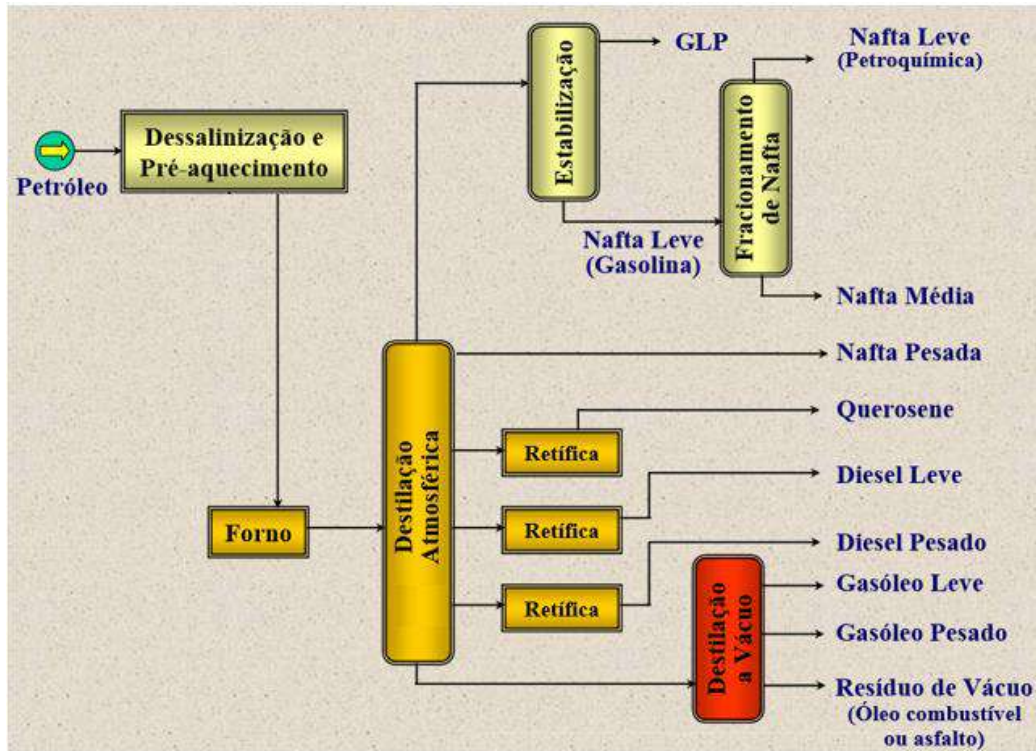 GLP
Nafta Leve
(Petroquímica)
Dessalinização e
Pré-aquecimento
Petróleo
Estabilização
Fracionamento
de Nafta
Nafta Leve
(Gasolina)
Nafta Média
Nafta Pesada
Querosene
Retífica
Diesel Leve
Destilação
Atmosférica
Forno
Retífica
Diesel Pesado
Retífica
Gasóleo Leve
Destilação
a Vácuo
Gasóleo Pesado
Resíduo de Vácuo
(Óleo combustível
ou asfalto)